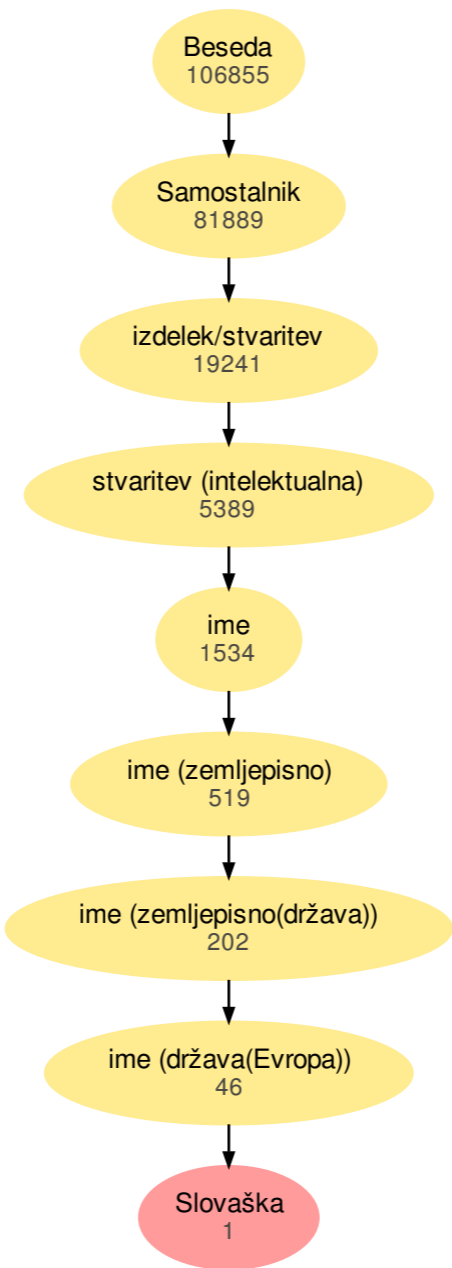 Beseda
106855
Samostalnik
81889
izdelek/stvaritev
19241
stvaritev (intelektualna)
5389
ime
1534
ime (zemljepisno)
519
ime (zemljepisno(država))
202
ime (država(Evropa))
46
Slovaška
1